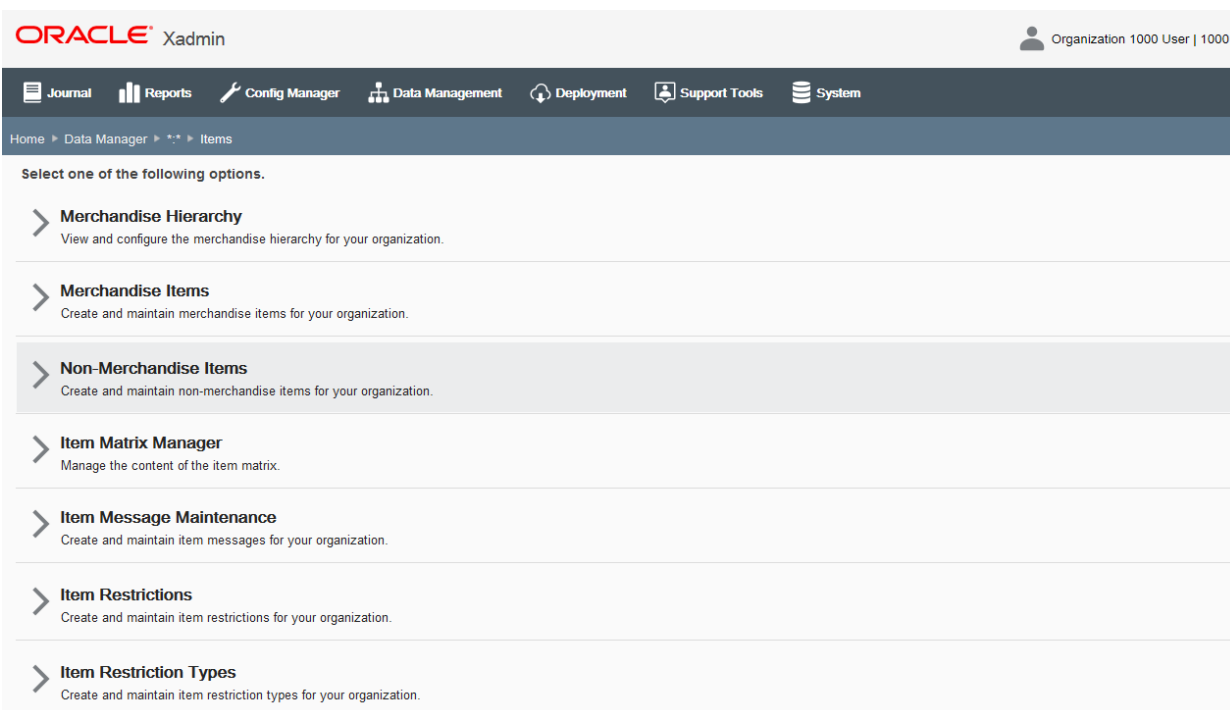 ORACLE Xadmin
Organization 1000 User | 1000
Journal Reports Config Manager Data Management Deployment Support Tools System
Home Data Manager *:* Items
Select one of the following options.
Merchandise Hierarchy
View and configure the merchandise hierarchy for your organization.
Merchandise Items
Create and maintain merchandise items for your organization.
Non-Merchandise Items
Create and maintain non-merchandise items for your organization.
Item Matrix Manager
Manage the content of the item matrix.
Item Message Maintenance
Create and maintain item messages for your organization.
Item Restrictions
Create and maintain item restrictions for your organization.
Item Restriction Types
Create and maintain item restriction types for your organization.